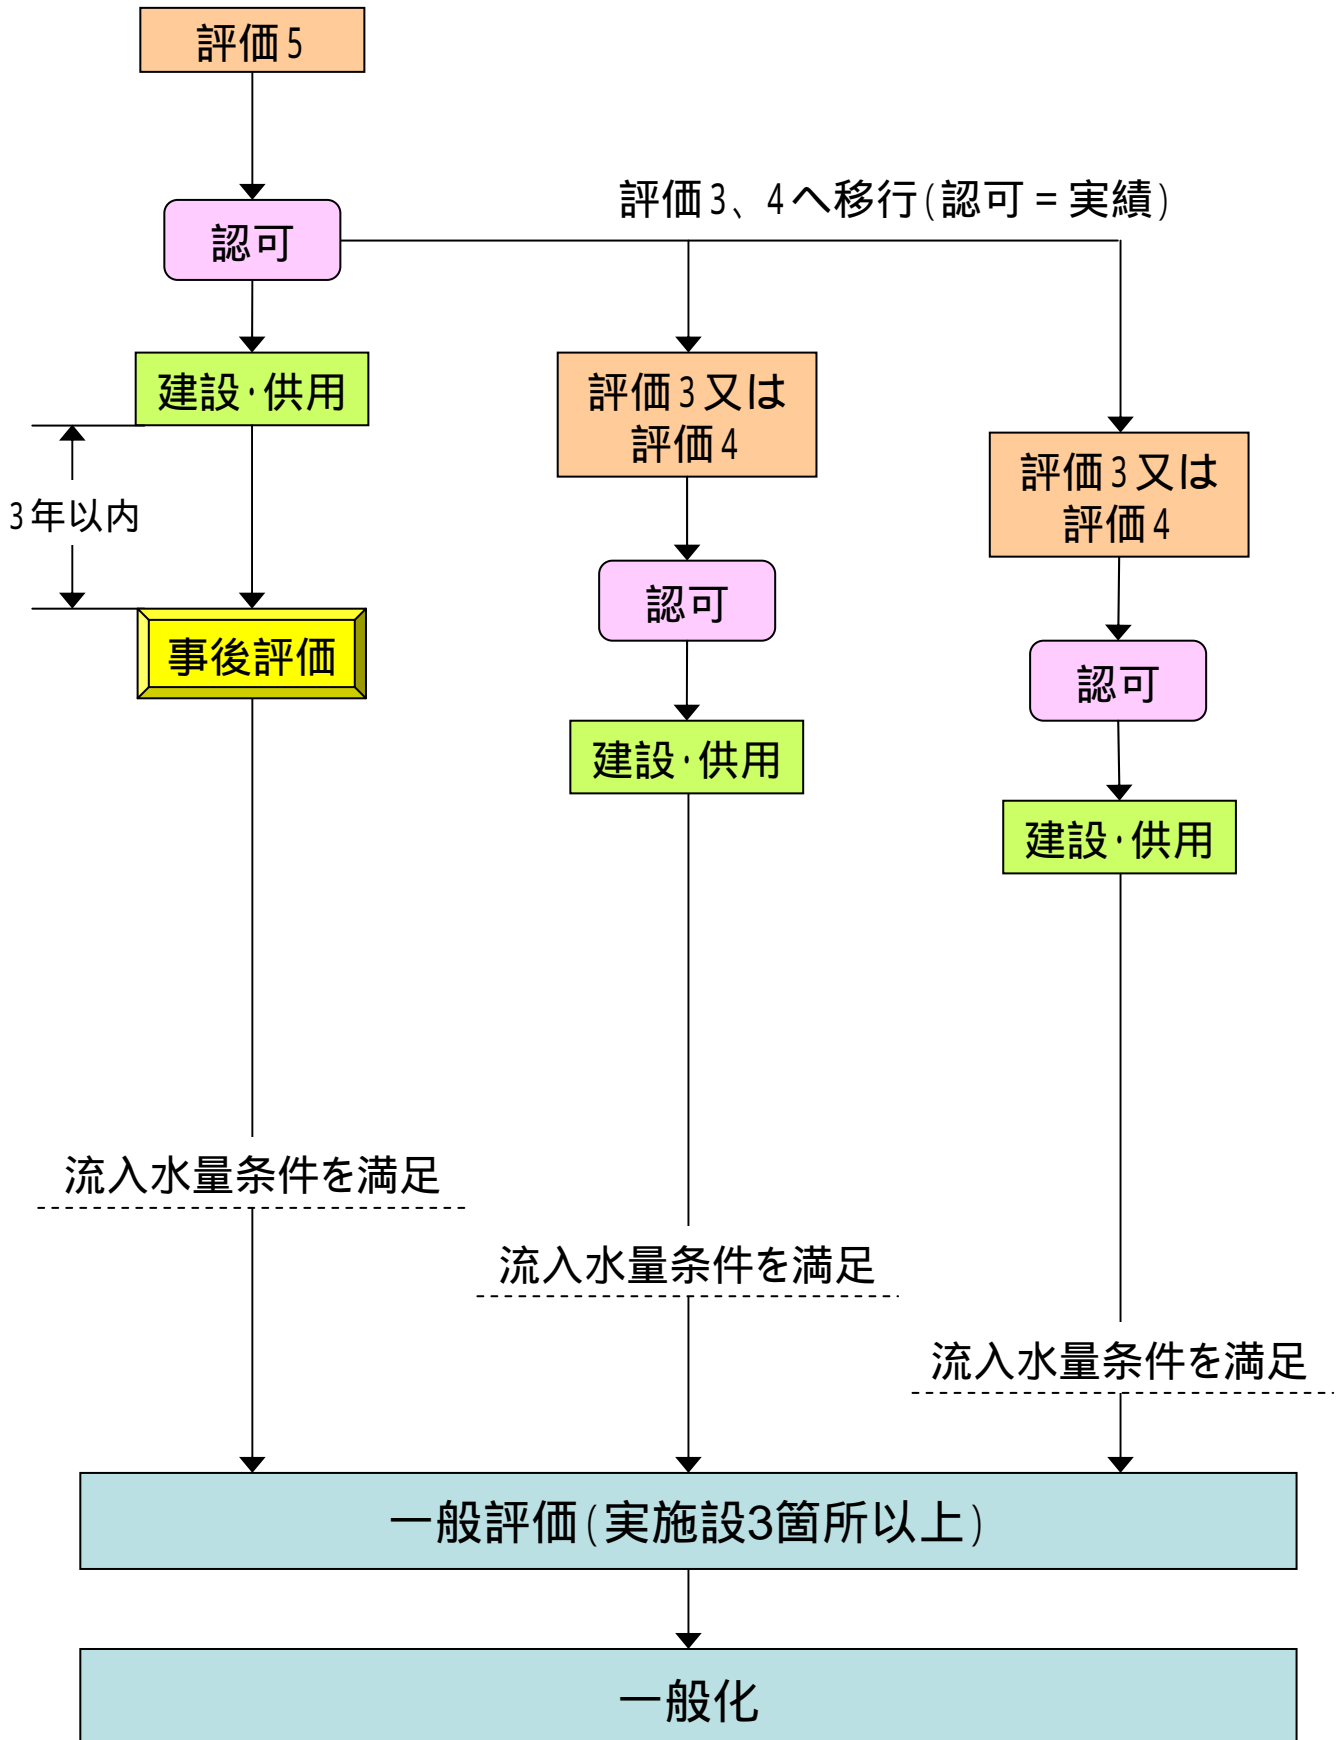 評価5
評価3、4へ移行(認可=実績)
認可
建設・供用
評価3又は
評価4
評価3又は
評価4
3年以内
認可
事後評価
認可
建設・供用
建設・供用
流入水量条件を満足
流入水量条件を満足
流入水量条件を満足
一般評価(実施設3箇所以上)
一般化